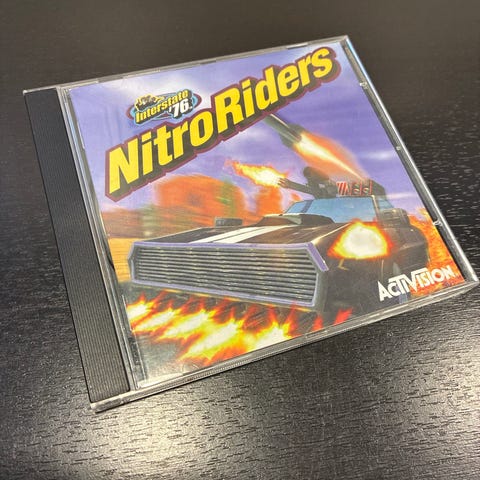 Interstate
'76
NitroRiders
ACTIVISION